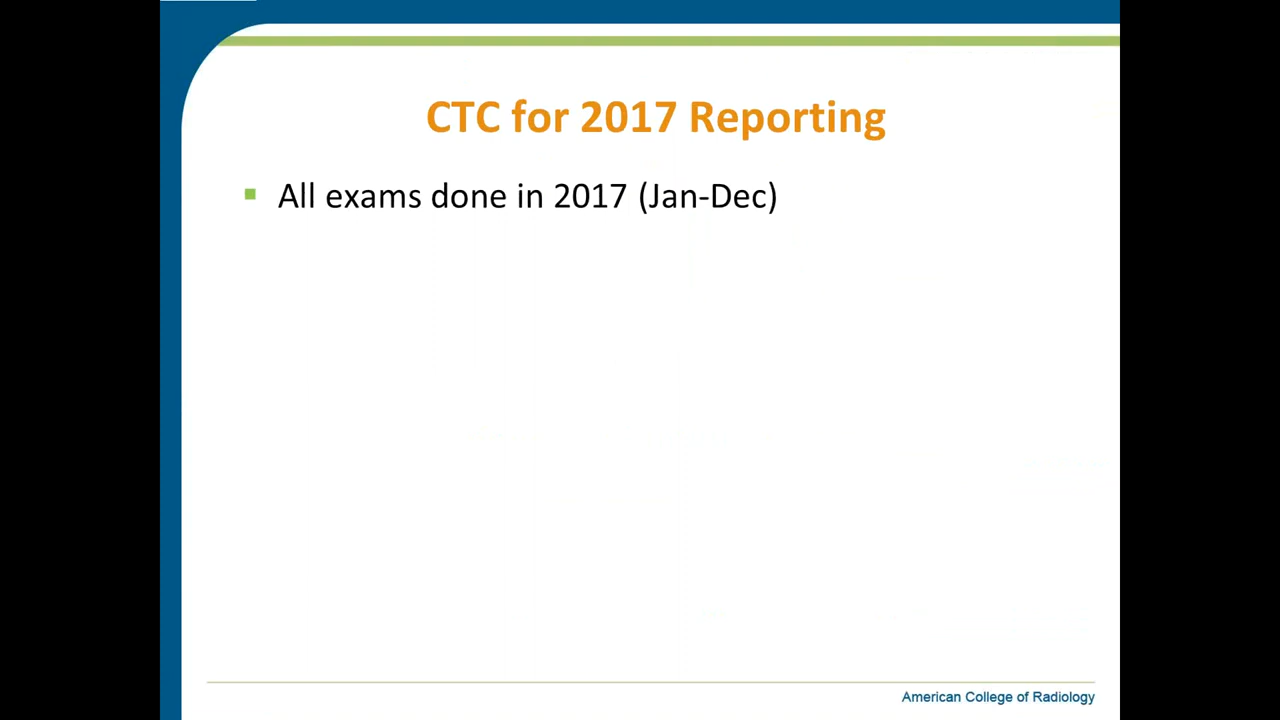 CTC for 2017 Reporting
All exams done in 2017 (Jan-Dec)
American College of Radiology